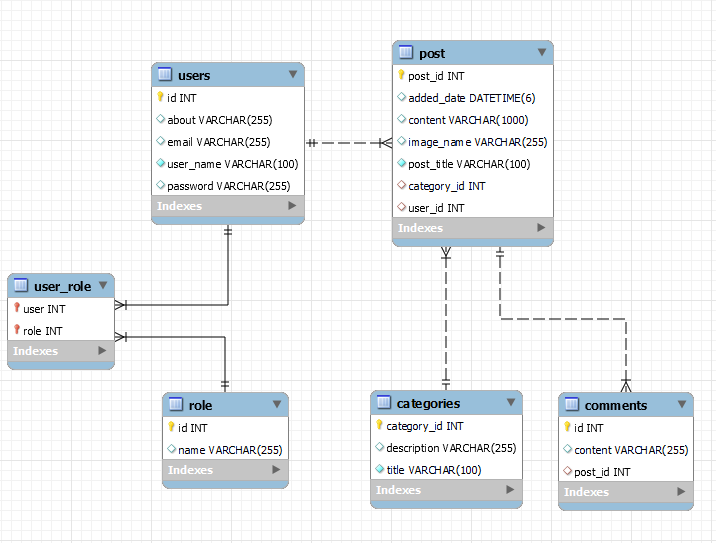 users
id INT
about VARCHAR(255)
email VARCHAR(255)
user_name VARCHAR(100)
password VARCHAR(255)
Indexes
post
post_id INT
added_date DATETIME(6)
content VARCHAR(1000)
image_name VARCHAR(255)
post_title VARCHAR(100)
category_id INT
user_id INT
Indexes
user_role
user INT
role INT
Indexes
role
id INT
name VARCHAR(255)
Indexes
categories
category_id INT
description VARCHAR(255)
title VARCHAR(100)
Indexes
comments
id INT
content VARCHAR(255)
post_id INT
Indexes